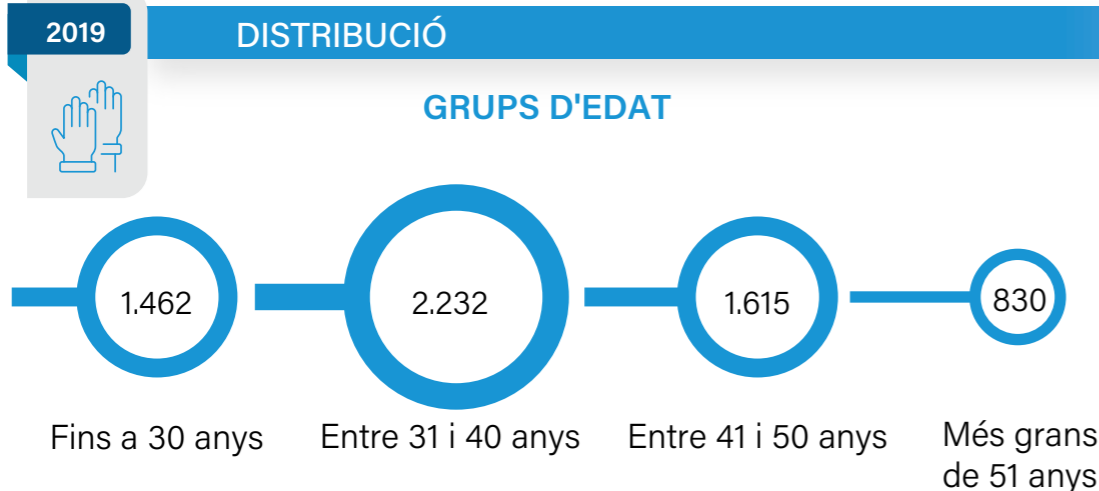 2019
DISTRIBUCIÓ
GRUPS D'EDAT
1.462
2.232
1.615
830
Fins a 30 anys
Entre 31 i 40 anys
Entre 41 i 50 anys
Més grans
de 51 anys